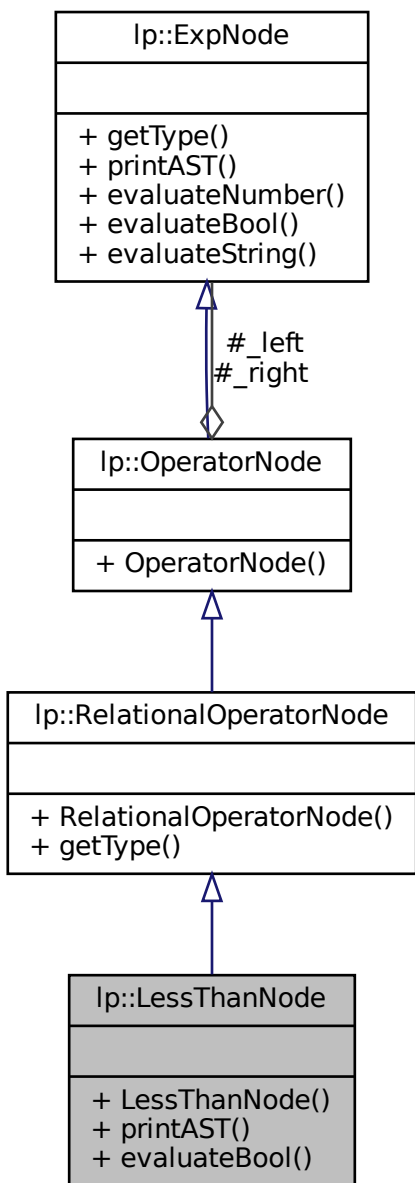 lp::ExpNode
+ getType()
+ printAST()
+ evaluateNumber()
+ evaluateBool()
+ evaluateString()
#_left
#_right
lp::OperatorNode
+ OperatorNode()
lp::RelationalOperatorNode
+ RelationalOperatorNode()
+ getType()
lp::LessThanNode
+ LessThanNode()
+ printAST()
+ evaluateBool()